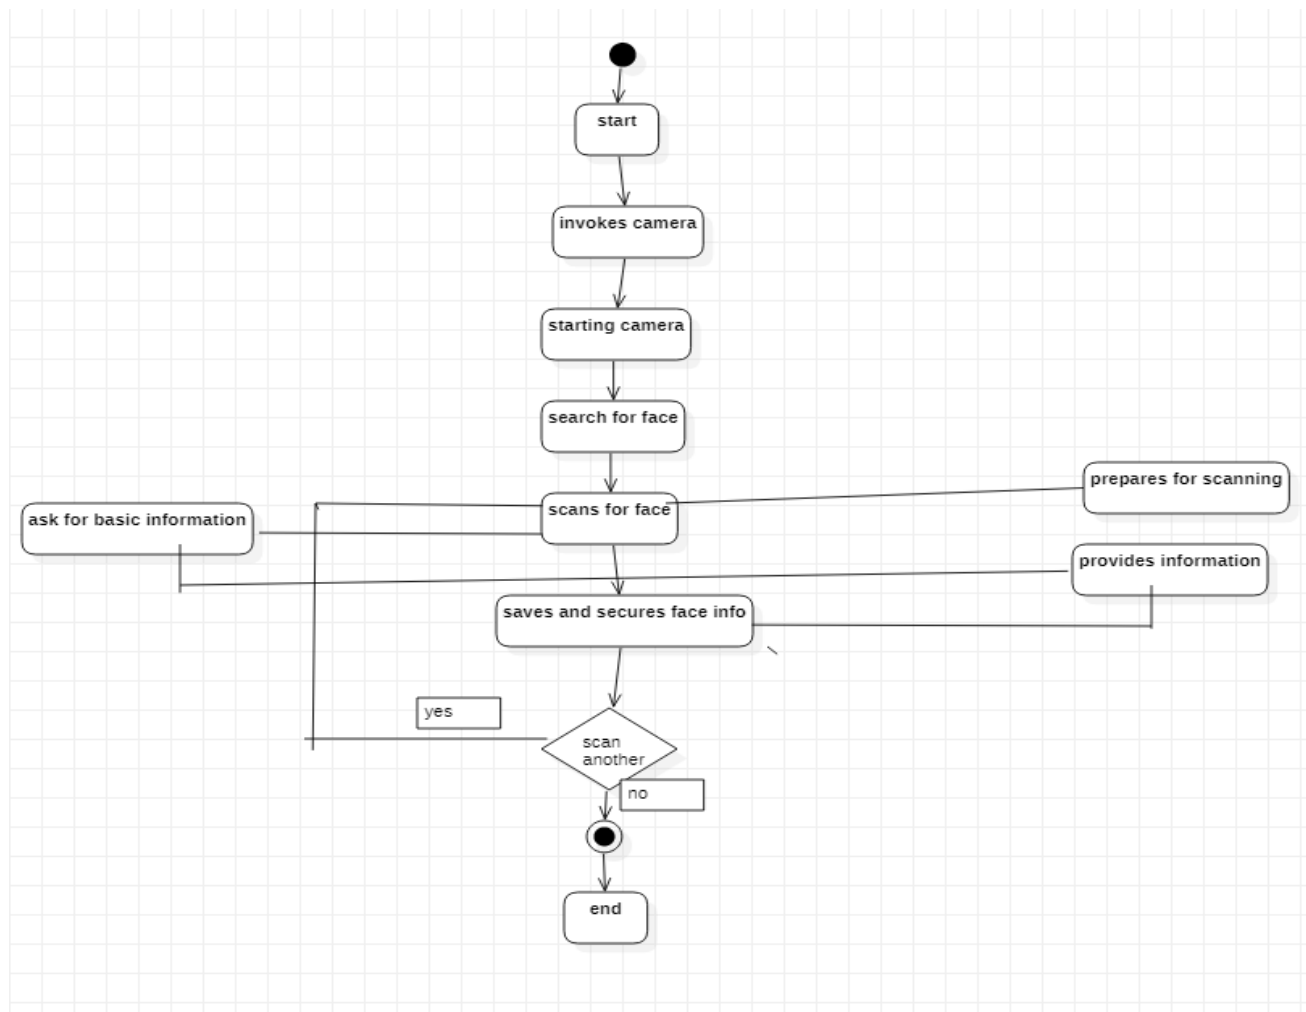 start
invokes camera
starting camera
search for face
prepares for scanning
scans for face
ask for basic information
provides information
saves and secures face info
yes
scan
another
no
end